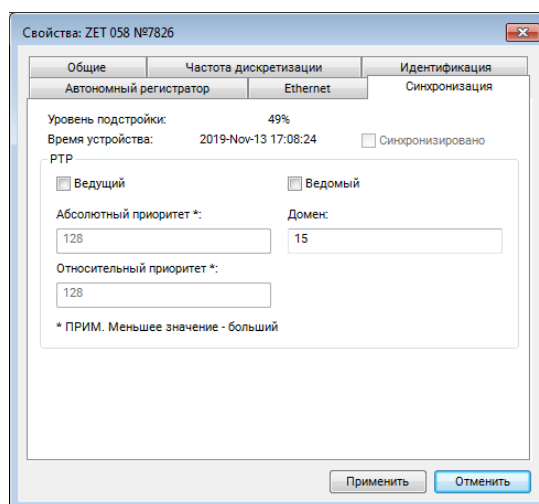 Свойства: ZET 058 №7826
Общие Частота дискретизации Идентификация
Автономный регистратор Ethernet Синхронизация
Уровень подстройки: 49%
Время устройства: 2019-Nov-13 17:08:24 Синхронизировано
PTP
Ведущий Ведомый
Абсолютный приоритет *: Домен:
128 15
Относительный приоритет *:
128
* ПРИМ. Меньшее значение - больший
Применить Отменить